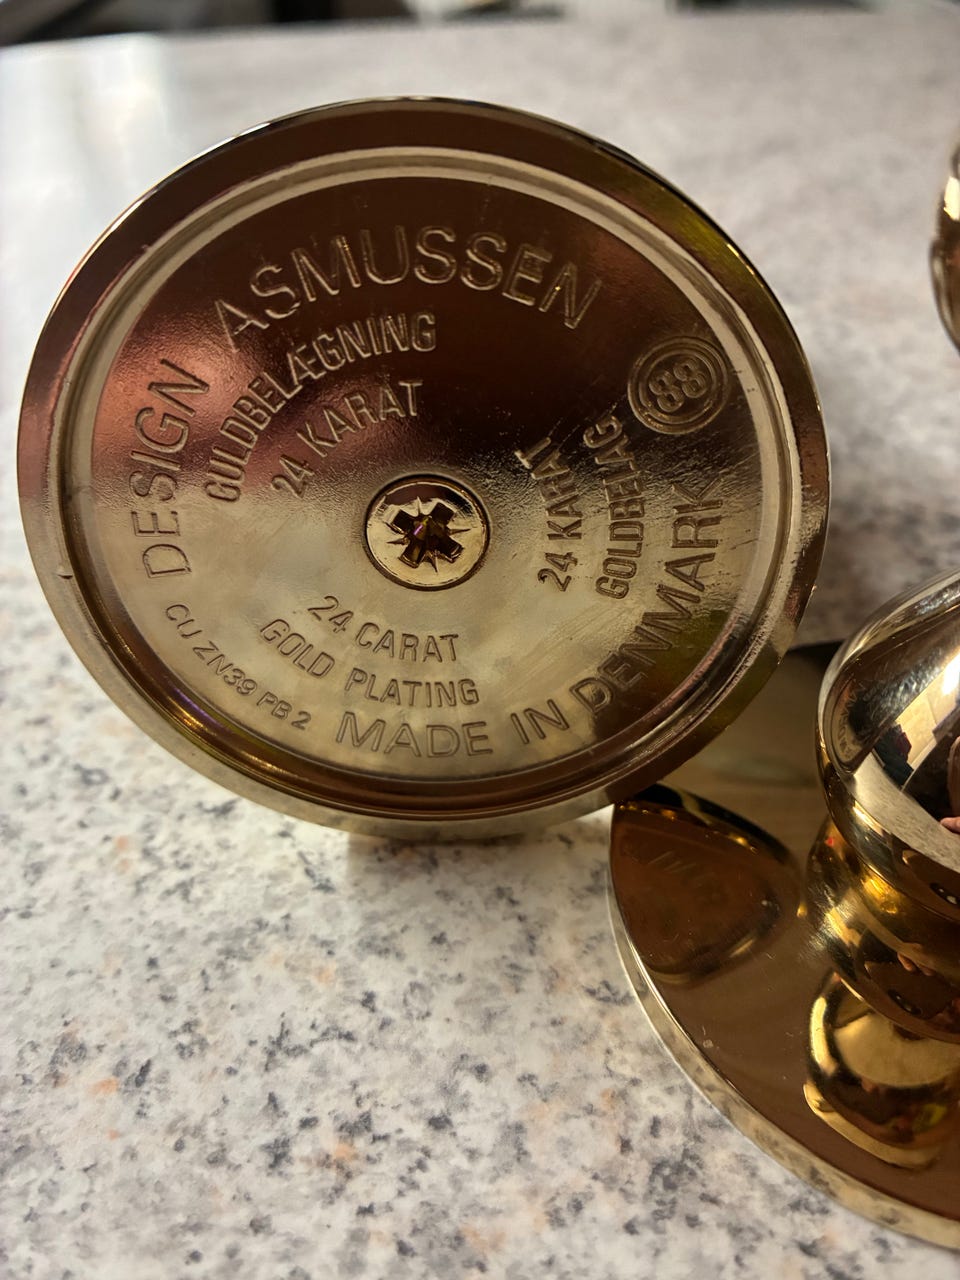 DESIGN ASMUSSEN
GULDBELÆGNING
24 KARAT
88
24 KARAT
GOLDBELAG
24 CARAT
GOLD PLATING
CU ZN39 PB 2
MADE IN DENMARK